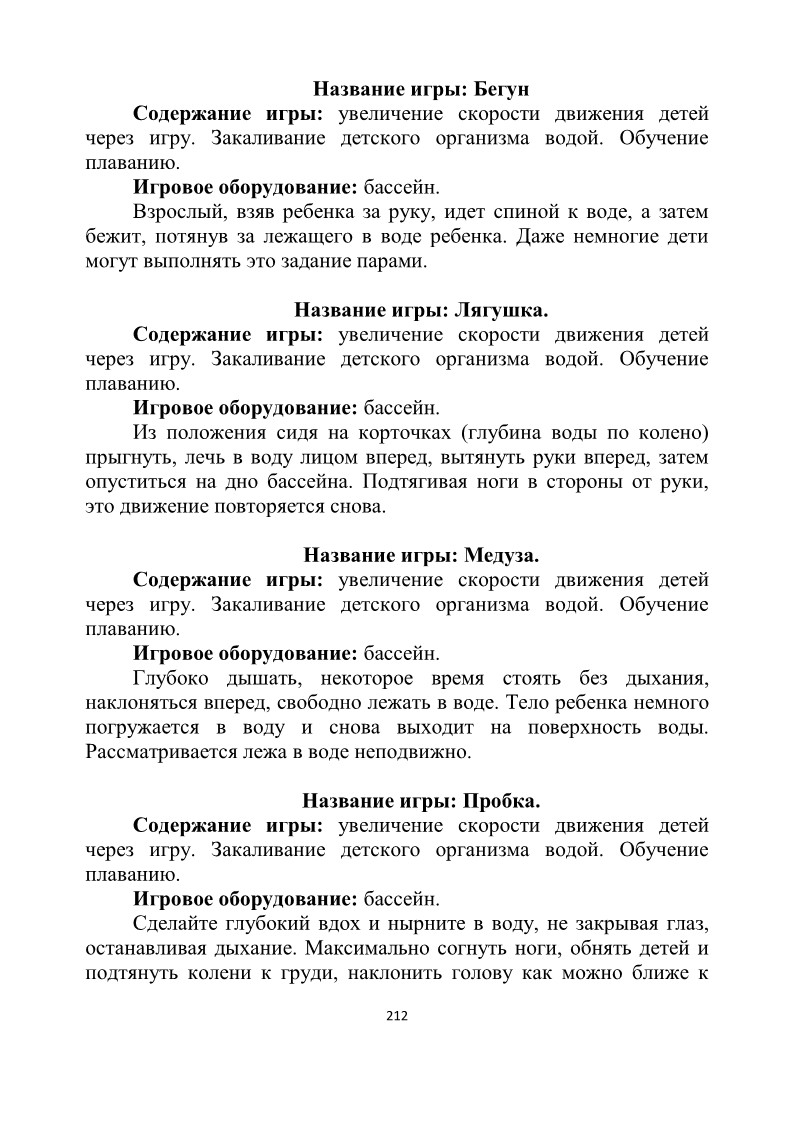 Название игры: Бегун
Содержание игры: увеличение скорости движения детей
через игру. Закаливание детского организма водой. Обучение
плаванию.
Игровое оборудование: бассейн.
Взрослый, взяв ребенка за руку, идет спиной к воде, а затем
бежит, потянув за лежащего в воде ребенка. Даже немногие дети
могут выполнять это задание парами.
Название игры: Лягушка.
Содержание игры: увеличение скорости движения детей
через игру. Закаливание детского организма водой. Обучение
плаванию.
Игровое оборудование: бассейн.
Из положения сидя на корточках (глубина воды по колено)
прыгнуть, лечь в воду лицом вперед, вытянуть руки вперед, затем
опуститься на дно бассейна. Подтягивая ноги в стороны от руки,
это движение повторяется снова.
Название игры: Медуза.
Содержание игры: увеличение скорости движения детей
через игру. Закаливание детского организма водой. Обучение
плаванию.
Игровое оборудование: бассейн.
Глубоко дышать, некоторое время стоять без дыхания,
наклоняться вперед, свободно лежать в воде. Тело ребенка немного
погружается в воду и снова выходит на поверхность воды.
Рассматривается лежа в воде неподвижно.
Название игры: Пробка.
Содержание игры: увеличение скорости движения детей
через игру. Закаливание детского организма водой. Обучение
плаванию.
Игровое оборудование: бассейн.
Сделайте глубокий вдох и нырните в воду, не закрывая глаз,
останавливая дыхание. Максимально согнуть ноги, обнять детей и
подтянуть колени к груди, наклонить голову как можно ближе к
212